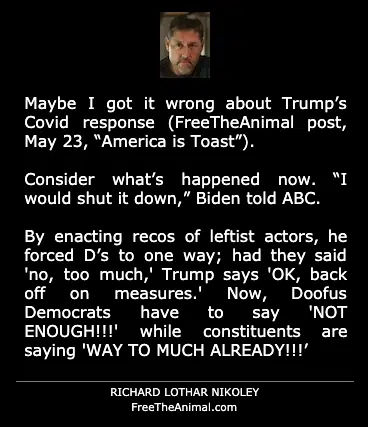 Maybe I got it wrong about Trump’s
Covid response (FreeTheAnimal post,
May 23, “America is Toast”).
Consider what’s happened now. “I
would shut it down,” Biden told ABC.
By enacting recos of leftist actors, he
forced D’s to one way; had they said
'no, too much,' Trump says 'OK, back
off on measures.' Now, Doofus
Democrats have to say 'NOT
ENOUGH!!!' while constituents are
saying 'WAY TO MUCH ALREADY!!!’
RICHARD LOTHAR NIKOLEY
FreeTheAnimal.com